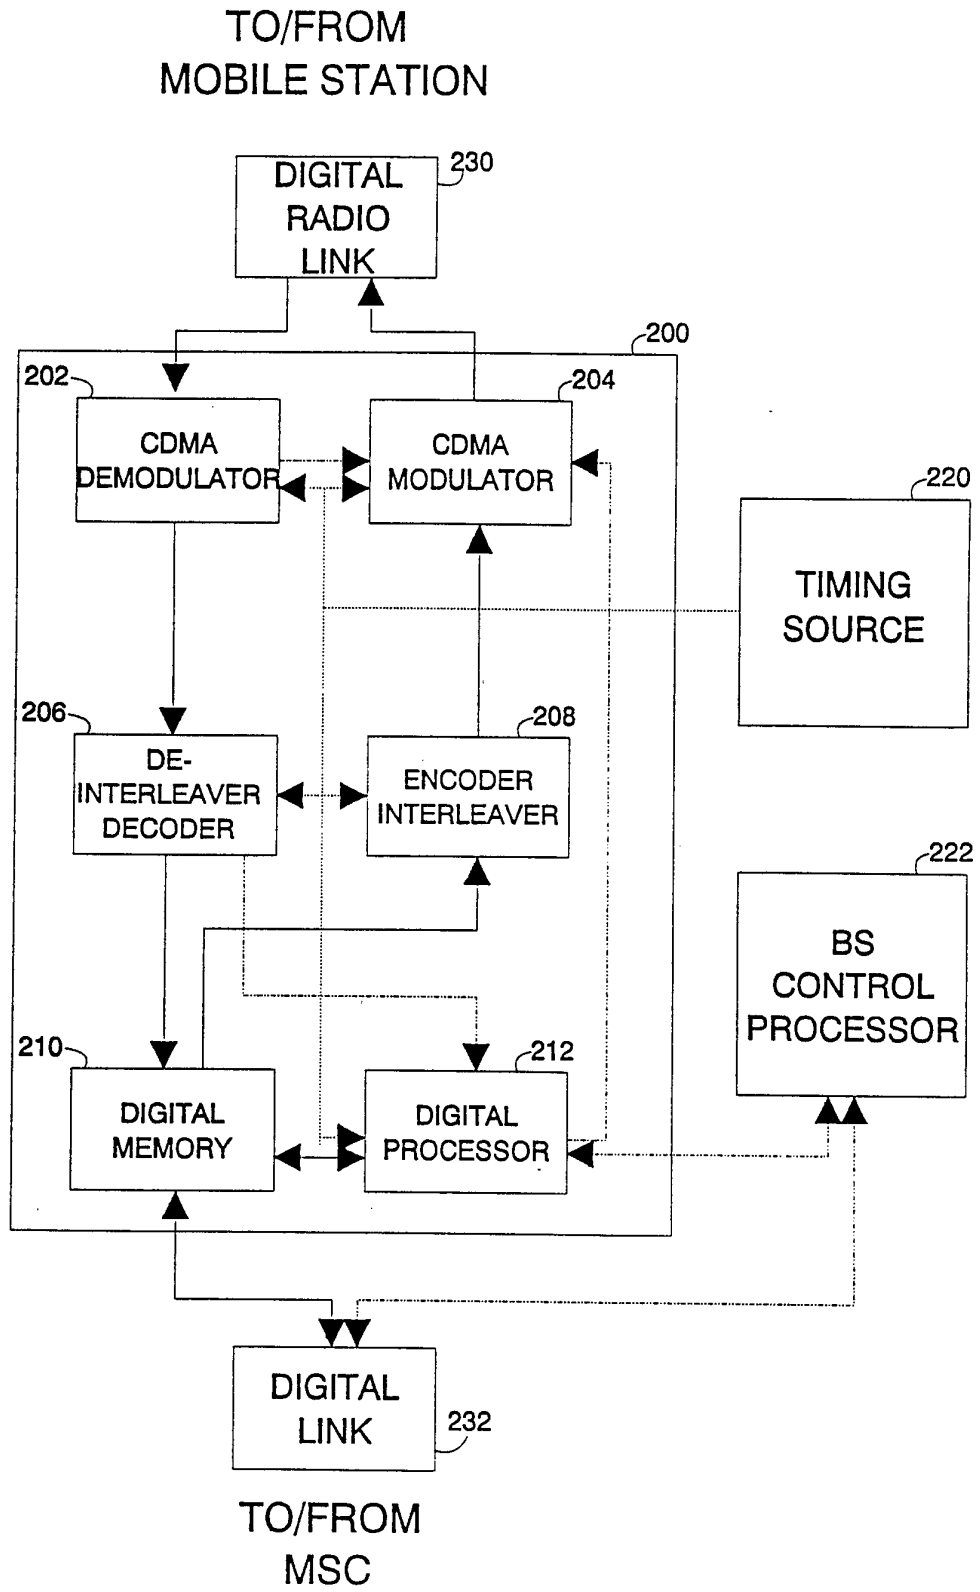 TO/FROM
MOBILE STATION
230
DIGITAL
RADIO
LINK
200
202
204
CDMA
DEMODULATOR
CDMA
MODULATOR
220
TIMING
SOURCE
206
208
DE-
INTERLEAVER
DECODER
ENCODER
INTERLEAVER
222
BS
CONTROL
PROCESSOR
210
212
DIGITAL
MEMORY
DIGITAL
PROCESSOR
DIGITAL
LINK
232
TO/FROM
MSC